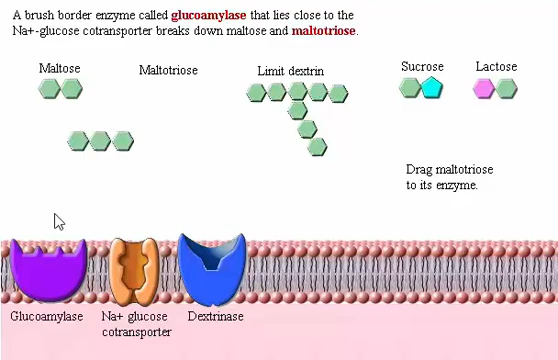 A brush border enzyme called glucoamylase that lies close to the
Na+-glucose cotransporter breaks down maltose and maltotriose.
Maltose
Maltotriose
Limit dextrin
Sucrose
Lactose
Drag maltotriose
to its enzyme.
Glucoamylase
Na+ glucose
cotransporter
Dextrinase